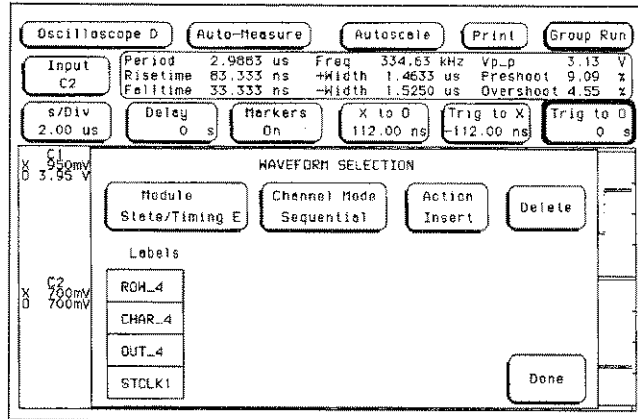 Oscilloscope D Auto-Measure Autoscale Print Group Run
Input C2
Period 2.9883 us Freq 334.63 kHz Vp_p 3.13 V
Risetime 83.333 ns +Width 1.4633 us Preshoot 9.09 %
Falltime 33.333 ns -Width 1.5250 us Overshoot 4.55 %
s/Div Delay Markers X to O Trig to X Trig to O
2.00 us 0 s On 112.00 ns -112.00 ns 0 s
C1
X 950mV
O 3.95 V
WAVEFORM SELECTION
Module Channel Mode Action Delete
State/Timing E Sequential Insert
Labels
C2
X 700mV
O 700mV
ROW_4
CHAR_4
OUT_4
STCLK1
Done